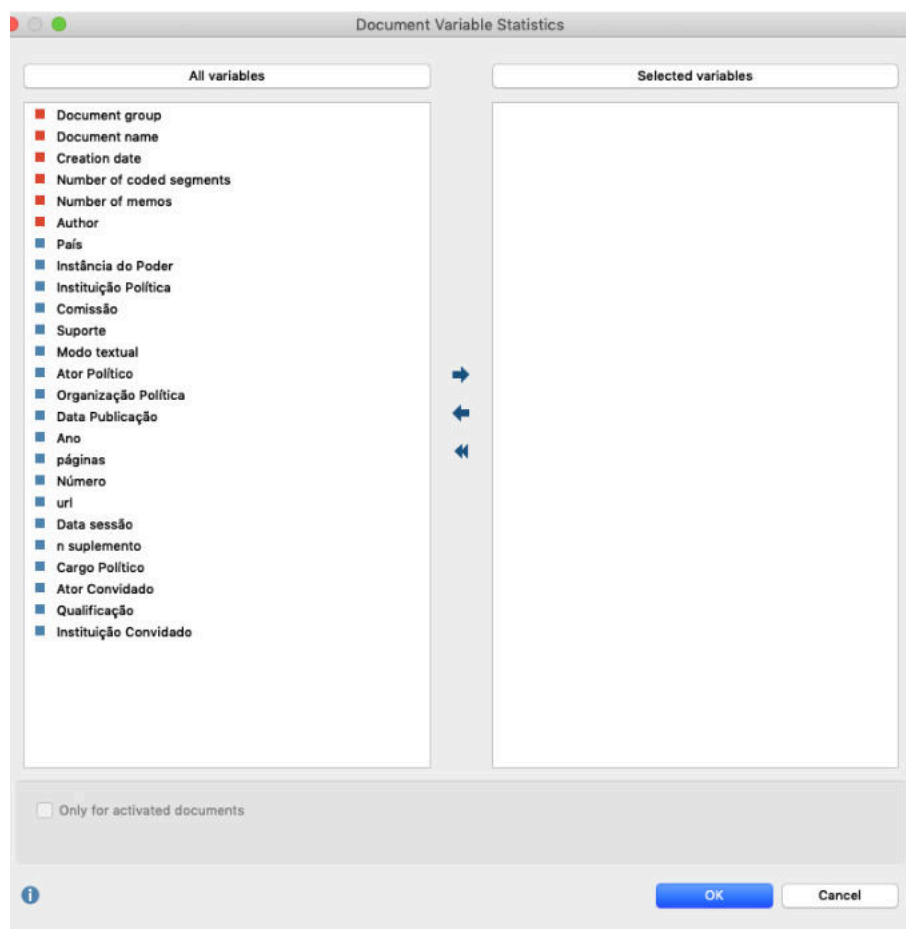 Document Variable Statistics
All variables
Selected variables
Document group
Document name
Creation date
Number of coded segments
Number of memos
Author
País
Instância do Poder
Instituição Política
Comissão
Suporte
Modo textual
Ator Político
Organização Política
Data Publicação
Ano
páginas
Número
url
Data sessão
n suplemento
Cargo Político
Ator Convidado
Qualificação
Instituição Convidado
Only for activated documents
OK
Cancel